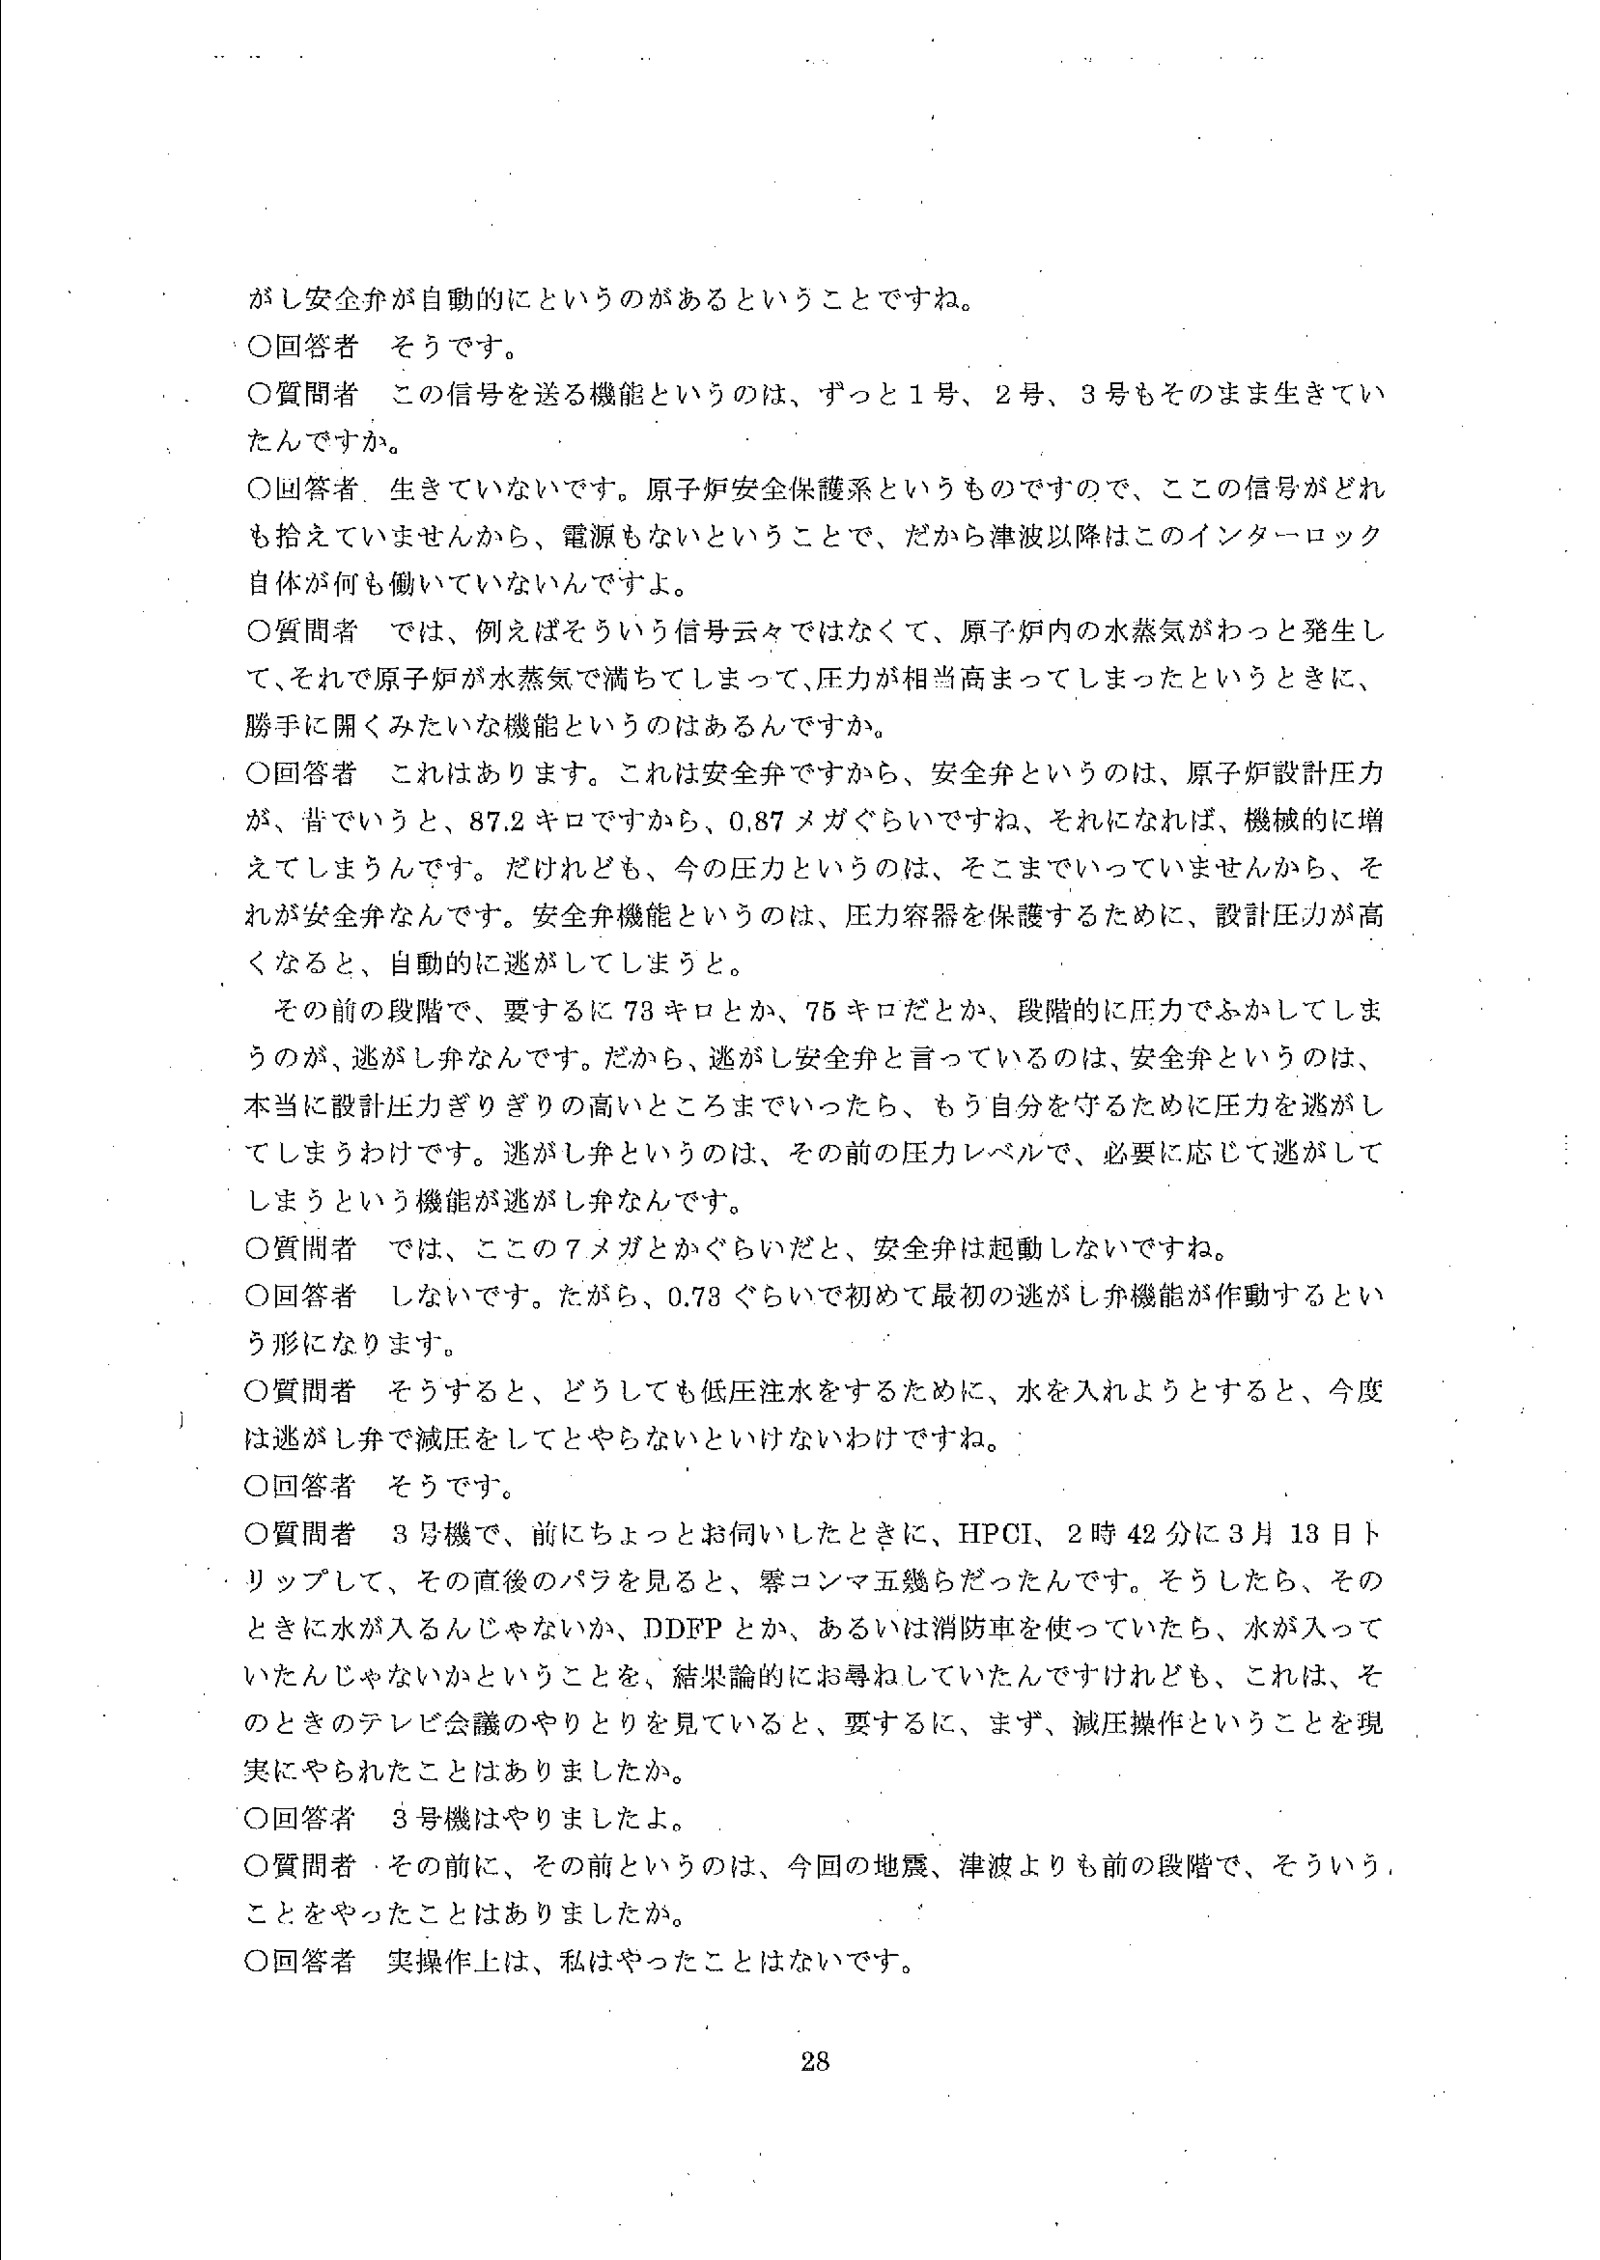 がし安全弁が自動的にというのがあるということですね。
○回答者　そうです。
○質問者　この信号を送る機能というのは、ずっと１号、２号、３号もそのまま生きてい
たんですか。
○回答者　生きていないです。原子炉安全保護系というものですので、ここの信号がどれ
も拾えていませんから、電源もないということで、だから津波以降はこのインターロック
自体が何も働いていないんですよ。
○質問者　では、例えばそういう信号云々ではなくて、原子炉内の水蒸気がわっと発生し
て、それで原子炉が水蒸気で満ちてしまって、圧力が相当高まってしまったというときに、
勝手に開くみたいな機能というのはあるんですか。
○回答者　これはあります。これは安全弁ですから、安全弁というのは、原子炉設計圧力
が、昔でいうと、87.2 キロですから、0.87 メガぐらいですね、それになれば、機械的に増
えてしまうんです。だけれども、今の圧力というのは、そこまでいっていませんから、そ
れが安全弁なんです。安全弁機能というのは、圧力容器を保護するために、設計圧力が高
くなると、自動的に逃がしてしまうと。
　その前の段階で、要するに 73 キロとか、75 キロだとか、段階的に圧力でふかしてしま
うのが、逃がし弁なんです。だから、逃がし安全弁と言っているのは、安全弁というのは、
本当に設計圧力ぎりぎりの高いところまでいったら、もう自分を守るために圧力を逃がし
てしまうわけです。逃がし弁というのは、その前の圧力レベルで、必要に応じて逃がして
しまうという機能が逃がし弁なんです。
○質問者　では、ここの７メガとかぐらいだと、安全弁は起動しないですね。
○回答者　しないです。たがら、0.73 ぐらいで初めて最初の逃がし弁機能が作動するとい
う形になります。
○質問者　そうすると、どうしても低圧注水をするために、水を入れようとすると、今度
は逃がし弁で減圧をしてとやらないといけないわけですね。
○回答者　そうです。
○質問者　３号機で、前にちょっとお伺いしたときに、HPCI、２時 42 分に３月 13 日ト
リップして、その直後のパラを見ると、零コンマ五幾らだったんです。そうしたら、その
ときに水が入るんじゃないか、DDFP とか、あるいは消防車を使っていたら、水が入って
いたんじゃないかということを、結果論的にお尋ねしていたんですけれども、これは、そ
のときのテレビ会議のやりとりを見ていると、要するに、まず、減圧操作ということを現
実にやられたことはありましたか。
○回答者　３号機はやりましたよ。
○質問者　その前に、その前というのは、今回の地震、津波よりも前の段階で、そういう
ことをやったことはありましたか。
○回答者　実操作上は、私はやったことはないです。
28